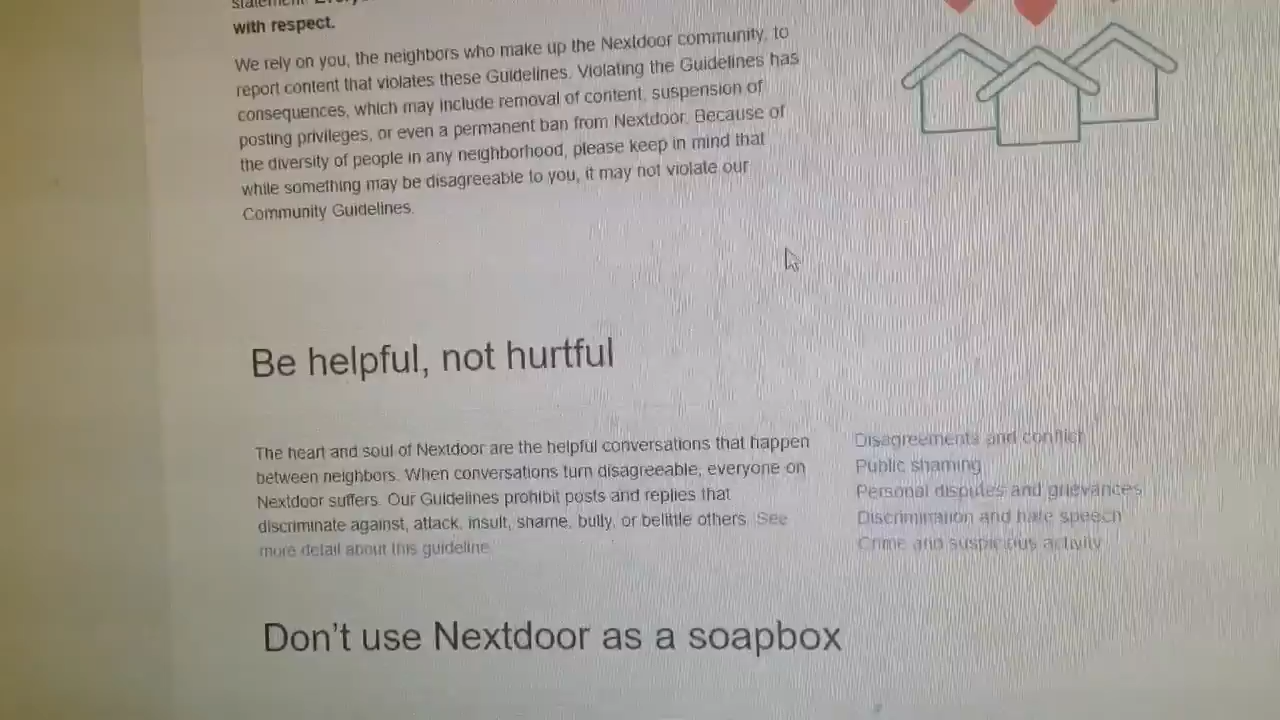 with respect.
We rely on you, the neighbors who make up the Nextdoor community, to
report content that violates these Guidelines. Violating the Guidelines has
consequences, which may include removal of content, suspension of
posting privileges, or even a permanent ban from Nextdoor. Because of
the diversity of people in any neighborhood, please keep in mind that
while something may be disagreeable to you, it may not violate our
Community Guidelines.
Be helpful, not hurtful
The heart and soul of Nextdoor are the helpful conversations that happen
between neighbors. When conversations turn disagreeable, everyone on
Nextdoor suffers. Our Guidelines prohibit posts and replies that
discriminate against, attack, insult, shame, bully, or belittle others. (See
more detail about this guideline
Disagreements and conflict
Public shaming
Personal disputes and grievances
Discrimination and hate speech
Crime and suspicious activity
Don't use Nextdoor as a soapbox